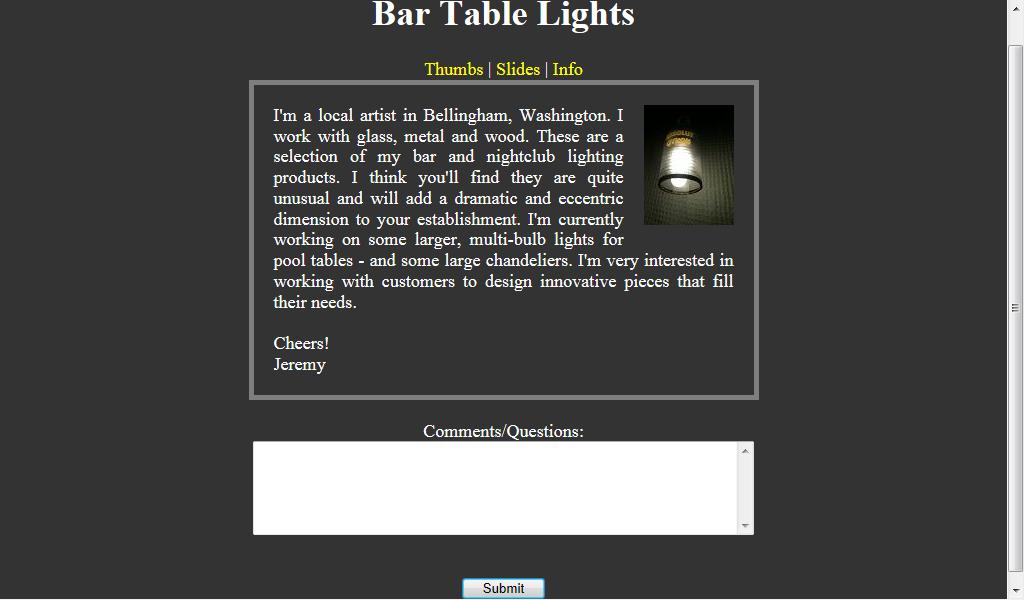 Bar Table Lights
Thumbs | Slides | Info
I'm a local artist in Bellingham, Washington. I
work with glass, metal and wood. These are a
selection of my bar and nightclub lighting
products. I think you'll find they are quite
unusual and will add a dramatic and eccentric
dimension to your establishment. I'm currently
working on some larger, multi-bulb lights for
pool tables - and some large chandeliers. I'm very interested in
working with customers to design innovative pieces that fill
their needs.
Cheers!
Jeremy
Comments/Questions:
Submit